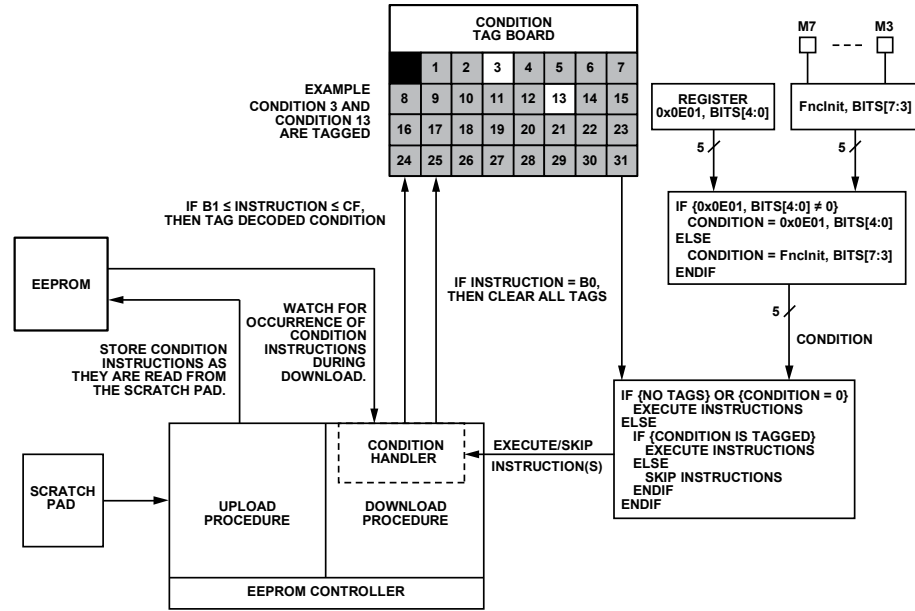 CONDITION
TAG BOARD
1 2 3 4 5 6 7
8 9 10 11 12 13 14 15
16 17 18 19 20 21 22 23
24 25 26 27 28 29 30 31
EXAMPLE
CONDITION 3 AND
CONDITION 13
ARE TAGGED
M7 M3
REGISTER
0x0E01, BITS[4:0]
FncInit, BITS[7:3]
5
5
IF {0x0E01, BITS[4:0] ≠ 0}
CONDITION = 0x0E01, BITS[4:0]
ELSE
CONDITION = FncInit, BITS[7:3]
ENDIF
5
CONDITION
IF B1 ≤ INSTRUCTION ≤ CF,
THEN TAG DECODED CONDITION
IF INSTRUCTION = B0,
THEN CLEAR ALL TAGS
EEPROM
WATCH FOR
OCCURRENCE OF
CONDITION
INSTRUCTIONS
DURING
DOWNLOAD.
STORE CONDITION
INSTRUCTIONS AS
THEY ARE READ FROM
THE SCRATCH PAD.
IF {NO TAGS} OR {CONDITION = 0}
EXECUTE INSTRUCTIONS
ELSE
IF {CONDITION IS TAGGED}
EXECUTE INSTRUCTIONS
ELSE
SKIP INSTRUCTIONS
ENDIF
ENDIF
CONDITION
HANDLER
EXECUTE/SKIP
INSTRUCTION(S)
SCRATCH
PAD
UPLOAD
PROCEDURE
DOWNLOAD
PROCEDURE
EEPROM CONTROLLER